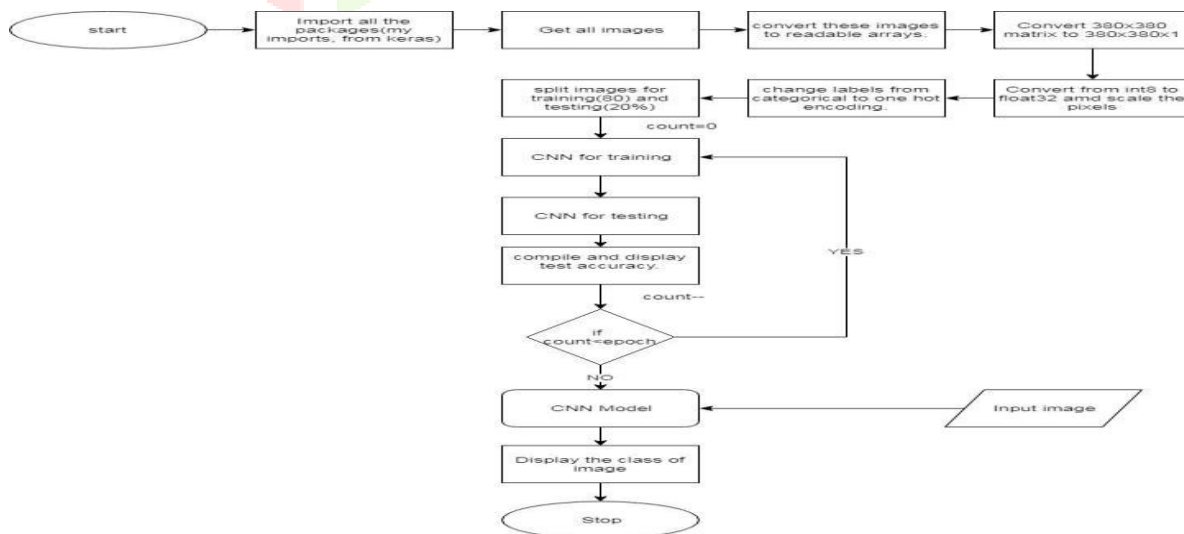 start
Import all the
packages(my
imports, from keras)
Get all images
convert these images
to readable arrays.
Convert 380x380
matrix to 380x380x1
Convert from int8 to
float32 amd scale the
pixels
change labels from
categorical to one hot
encoding.
split images for
training(80) and
testing(20%)
count=0
CNN for training
CNN for testing
compile and display
test accuracy.
YES
count--
if
count<epoch
NO
CNN Model
Input image
Display the class of
image
Stop